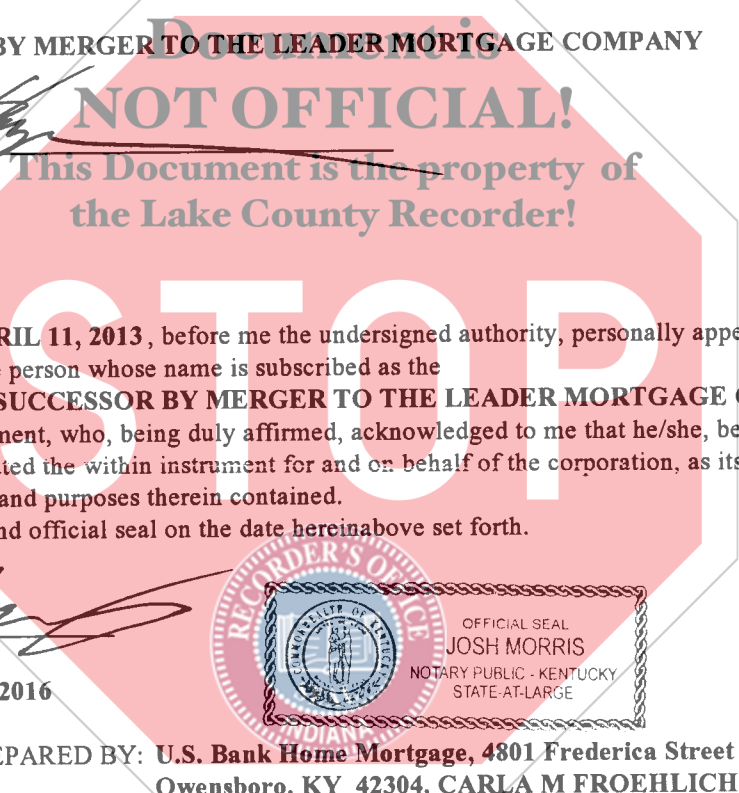 BY MERGER TO THE LEADER MORTGAGE COMPANY
Document is
NOT OFFICIAL!
This Document is the property of
the Lake County Recorder!
STOP
RIL 11, 2013, before me the undersigned authority, personally appe
person whose name is subscribed as the
SUCCESSOR BY MERGER TO THE LEADER MORTGAGE
ment, who, being duly affirmed, acknowledged to me that he/she, be
ted the within instrument for and on behalf of the corporation, as its
and purposes therein contained.
nd official seal on the date hereinabove set forth.
RECORDER'S OFFICE
INDIANA
COMMONWEALTH OF KENTUCKY
OFFICIAL SEAL
JOSH MORRIS
NOTARY PUBLIC - KENTUCKY
STATE-AT-LARGE
2016
EPARED BY: U.S. Bank Home Mortgage, 4801 Frederica Street
Owensboro, KY 42304, CARLA M FROEHLICH